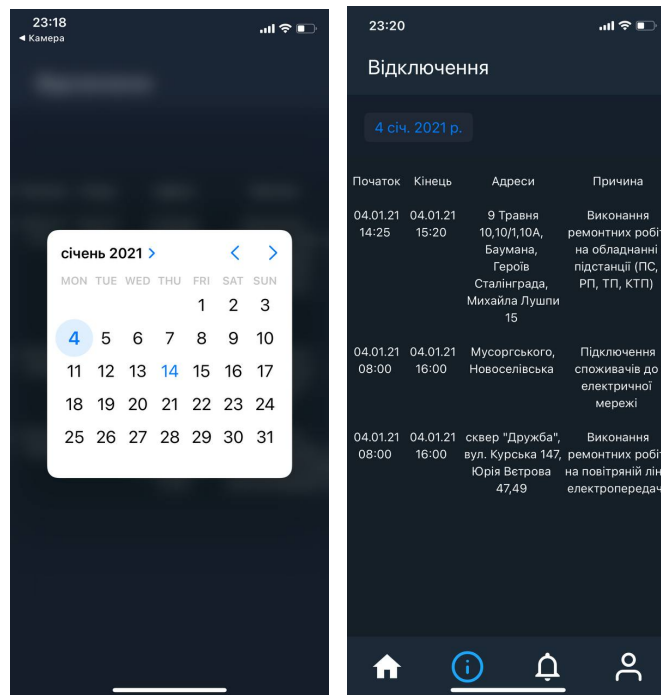 23:18
◀ Камера
січень 2021 >
MON TUE WED THU FRI SAT SUN
1 2 3
4 5 6 7 8 9 10
11 12 13 14 15 16 17
18 19 20 21 22 23 24
25 26 27 28 29 30 31
23:20
Відключення
4 січ. 2021 р.
Початок Кінець Адреси Причина
04.01.21 04.01.21 9 Травня Виконання
14:25 15:20 10,10/1,10А, ремонтних робіт
Баумана, на обладнанні
Героїв підстанції (ПС,
Сталінграда, РП, ТП, КТП)
Михайла Лушпи
15
04.01.21 04.01.21 Мусоргського, Підключення
08:00 16:00 Новоселівська споживачів до
електричної
мережі
04.01.21 04.01.21 сквер "Дружба", Виконання
08:00 16:00 вул. Курська 147, ремонтних робіт
Юрія Вєтрова на повітряній лін
47,49 електропередач